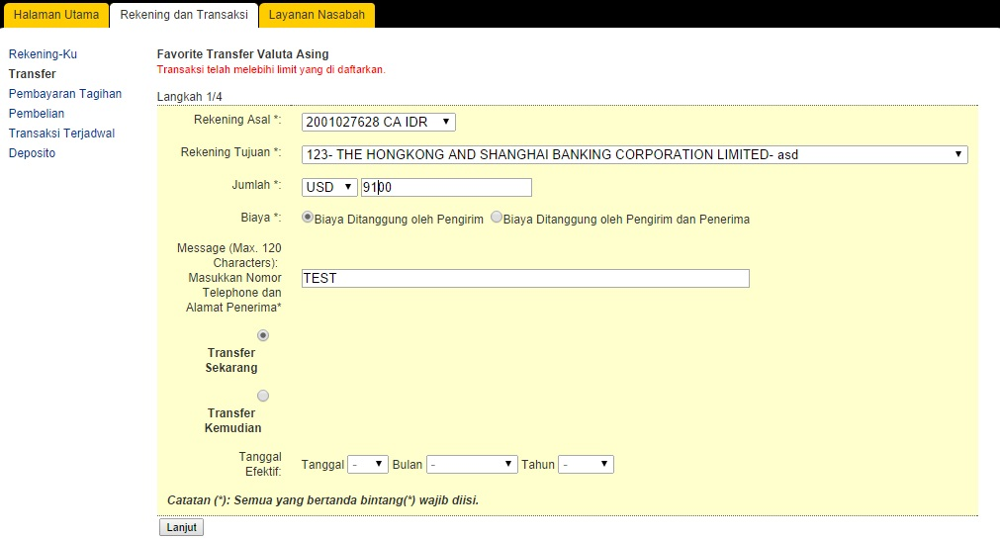 Halaman Utama
Rekening dan Transaksi
Layanan Nasabah
Rekening-Ku
Transfer
Pembayaran Tagihan
Pembelian
Transaksi Terjadwal
Deposito
Favorite Transfer Valuta Asing
Transaksi telah melebihi limit yang di daftarkan.
Langkah 1/4
Rekening Asal *: 2001027628 CA IDR
Rekening Tujuan *: 123- THE HONGKONG AND SHANGHAI BANKING CORPORATION LIMITED- asd
Jumlah *: USD 9100
Biaya *: Biaya Ditanggung oleh Pengirim Biaya Ditanggung oleh Pengirim dan Penerima
Message (Max. 120
Characters):
Masukkan Nomor
Telephone dan
Alamat Penerima*
TEST
Transfer
Sekarang
Transfer
Kemudian
Tanggal
Efektif:
Tanggal - Bulan - Tahun -
Catatan (*): Semua yang bertanda bintang(*) wajib diisi.
Lanjut